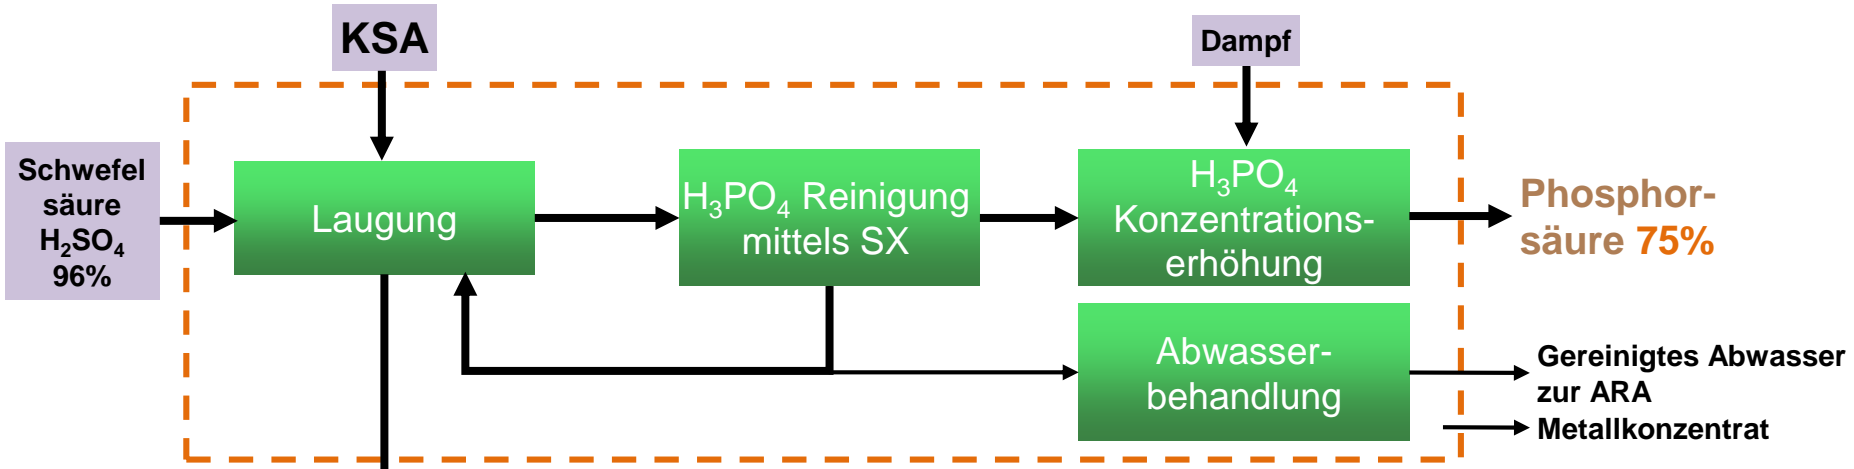 KSA
Dampf
Schwefel
säure
H₂SO₄
96%
Laugung
H₃PO₄ Reinigung
mittels SX
H₃PO₄
Konzentrations-
erhöhung
Phosphor-
säure 75%
Abwasser-
behandlung
Gereinigtes Abwasser
zur ARA
Metallkonzentrat